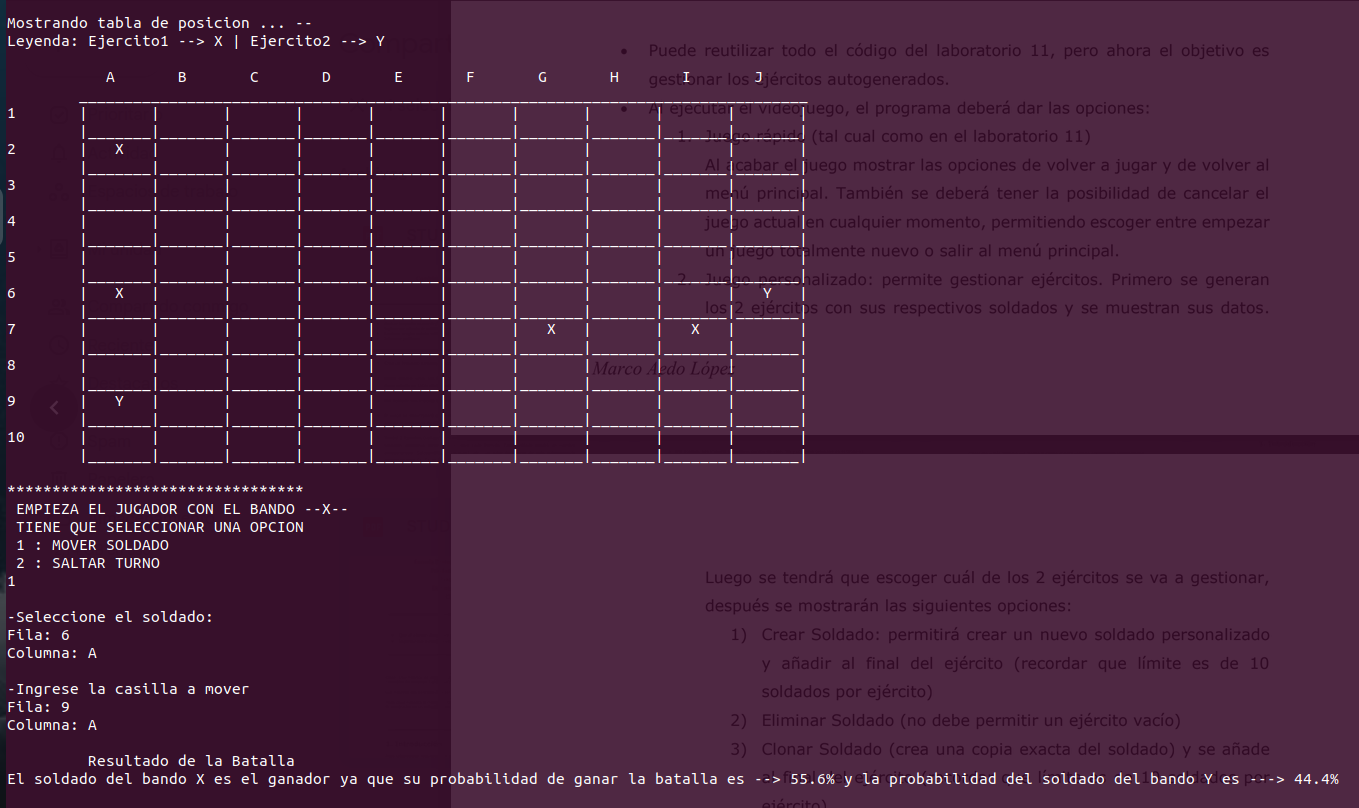 Mostrando tabla de posicion ... --
Leyenda: Ejercito1 --> X | Ejercito2 --> Y
A B C D E F G H I J
1
2 X
3
4
5
6 X Y
7 X X
8
9 Y
10
*********************************
EMPIEZA EL JUGADOR CON EL BANDO --X--
TIENE QUE SELECCIONAR UNA OPCION
1 : MOVER SOLDADO
2 : SALTAR TURNO
1
-Seleccione el soldado:
Fila: 6
Columna: A
-Ingrese la casilla a mover
Fila: 9
Columna: A
Resultado de la Batalla
El soldado del bando X es el ganador ya que su probabilidad de ganar la batalla es --> 55.6% y la probabilidad del soldado del bando Y es ---> 44.4%
• Puede reutilizar todo el código del laboratorio 11, pero ahora el objetivo es
gestionar los ejércitos autogenerados.
• Al ejecutar el videojuego, el programa deberá dar las opciones:
1. Juego rápido (tal cual como en el laboratorio 11)
Al acabar el juego mostrar las opciones de volver a jugar y de volver al
menú principal. También se deberá tener la posibilidad de cancelar el
juego actual en cualquier momento, permitiendo escoger entre empezar
un juego totalmente nuevo o salir al menú principal.
2. Juego personalizado: permite gestionar ejércitos. Primero se generan
los 2 ejércitos con sus respectivos soldados y se muestran sus datos.
Marco Aedo López
Luego se tendrá que escoger cuál de los 2 ejércitos se va a gestionar,
después se mostrarán las siguientes opciones:
1) Crear Soldado: permitirá crear un nuevo soldado personalizado
y añadir al final del ejército (recordar que límite es de 10
soldados por ejército)
2) Eliminar Soldado (no debe permitir un ejército vacío)
3) Clonar Soldado (crea una copia exacta del soldado) y se añade
ejército)